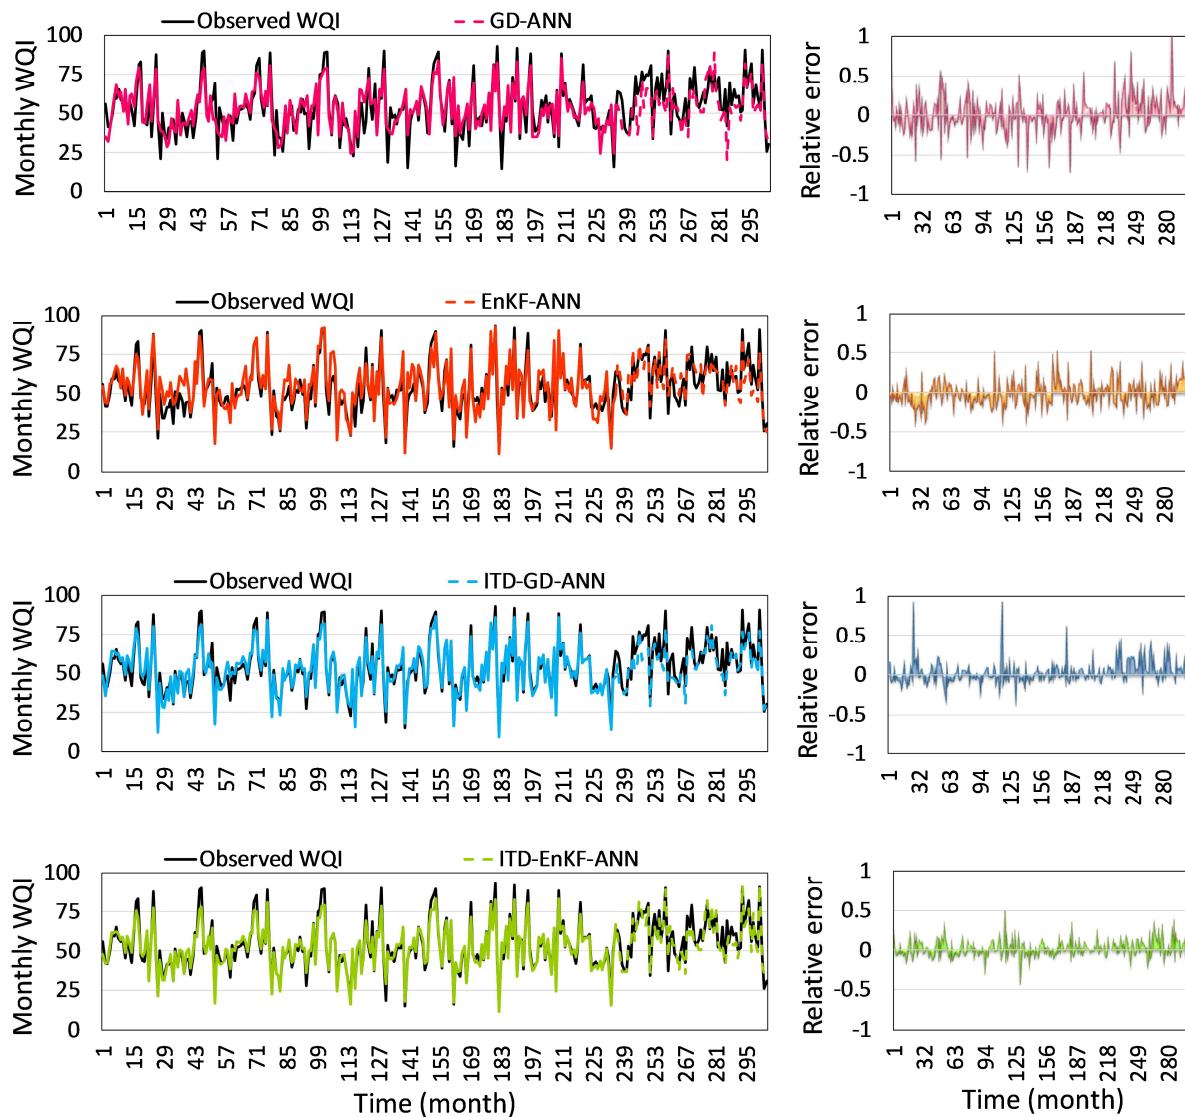 Observed WQI GD-ANN
Monthly WQI
100
75
50
25
0
1 15 29 43 57 71 85 99 113 127 141 155 169 183 197 211 225 239 253 267 281 295
Relative error
1
0.5
0
-0.5
-1
1 32 63 94 125 156 187 218 249 280
Observed WQI EnKF-ANN
Monthly WQI
100
75
50
25
0
1 15 29 43 57 71 85 99 113 127 141 155 169 183 197 211 225 239 253 267 281 295
Relative error
1
0.5
0
-0.5
-1
1 32 63 94 125 156 187 218 249 280
Observed WQI ITD-GD-ANN
Monthly WQI
100
75
50
25
0
1 15 29 43 57 71 85 99 113 127 141 155 169 183 197 211 225 239 253 267 281 295
Relative error
1
0.5
0
-0.5
-1
1 32 63 94 125 156 187 218 249 280
Observed WQI ITD-EnKF-ANN
Monthly WQI
100
75
50
25
0
1 15 29 43 57 71 85 99 113 127 141 155 169 183 197 211 225 239 253 267 281 295
Time (month)
Relative error
1
0.5
0
-0.5
-1
1 32 63 94 125 156 187 218 249 280
Time (month)